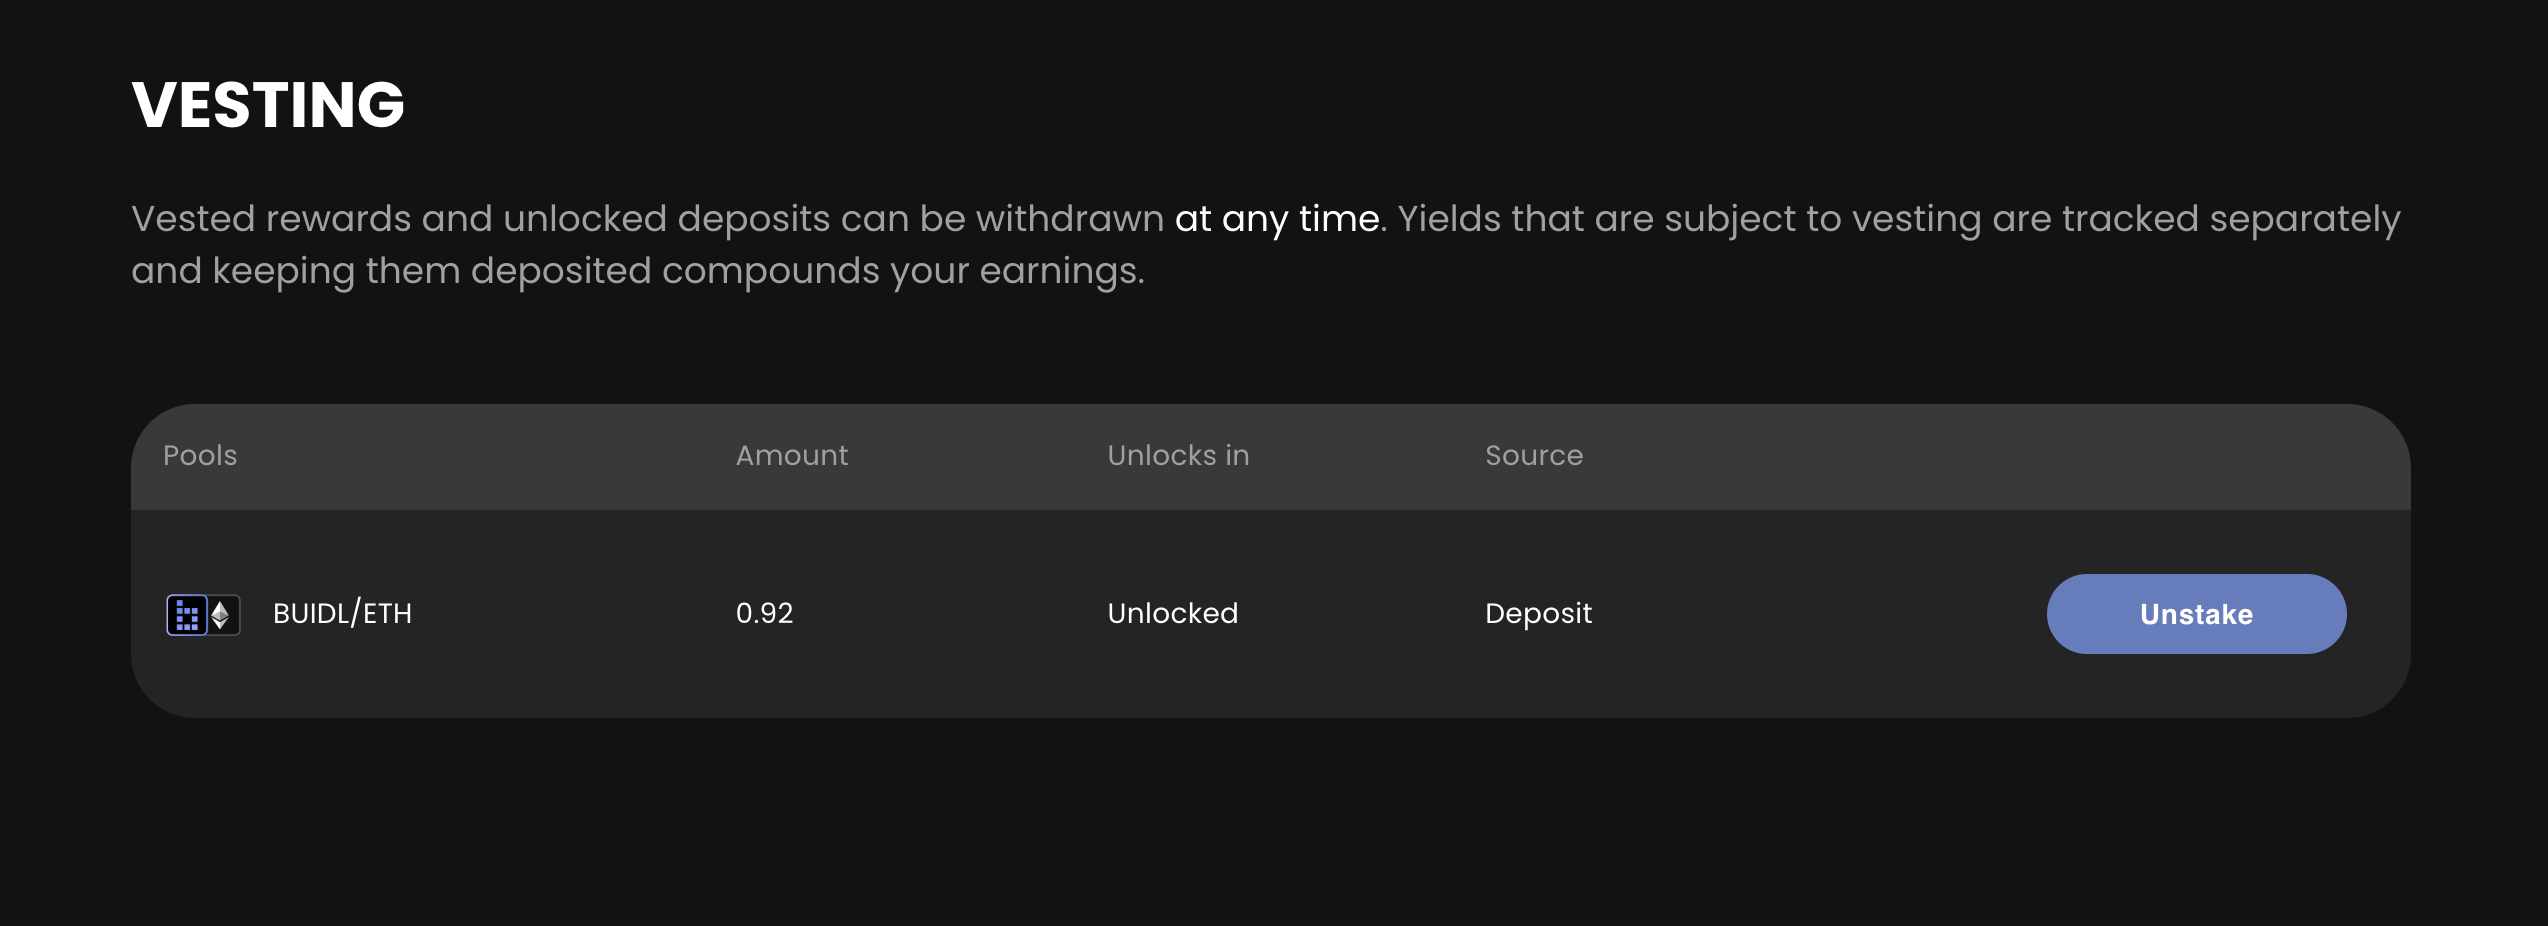 VESTING
Vested rewards and unlocked deposits can be withdrawn at any time. Yields that are subject to vesting are tracked separately
and keeping them deposited compounds your earnings.
Pools Amount Unlocks in Source
BUIDL/ETH 0.92 Unlocked Deposit Unstake